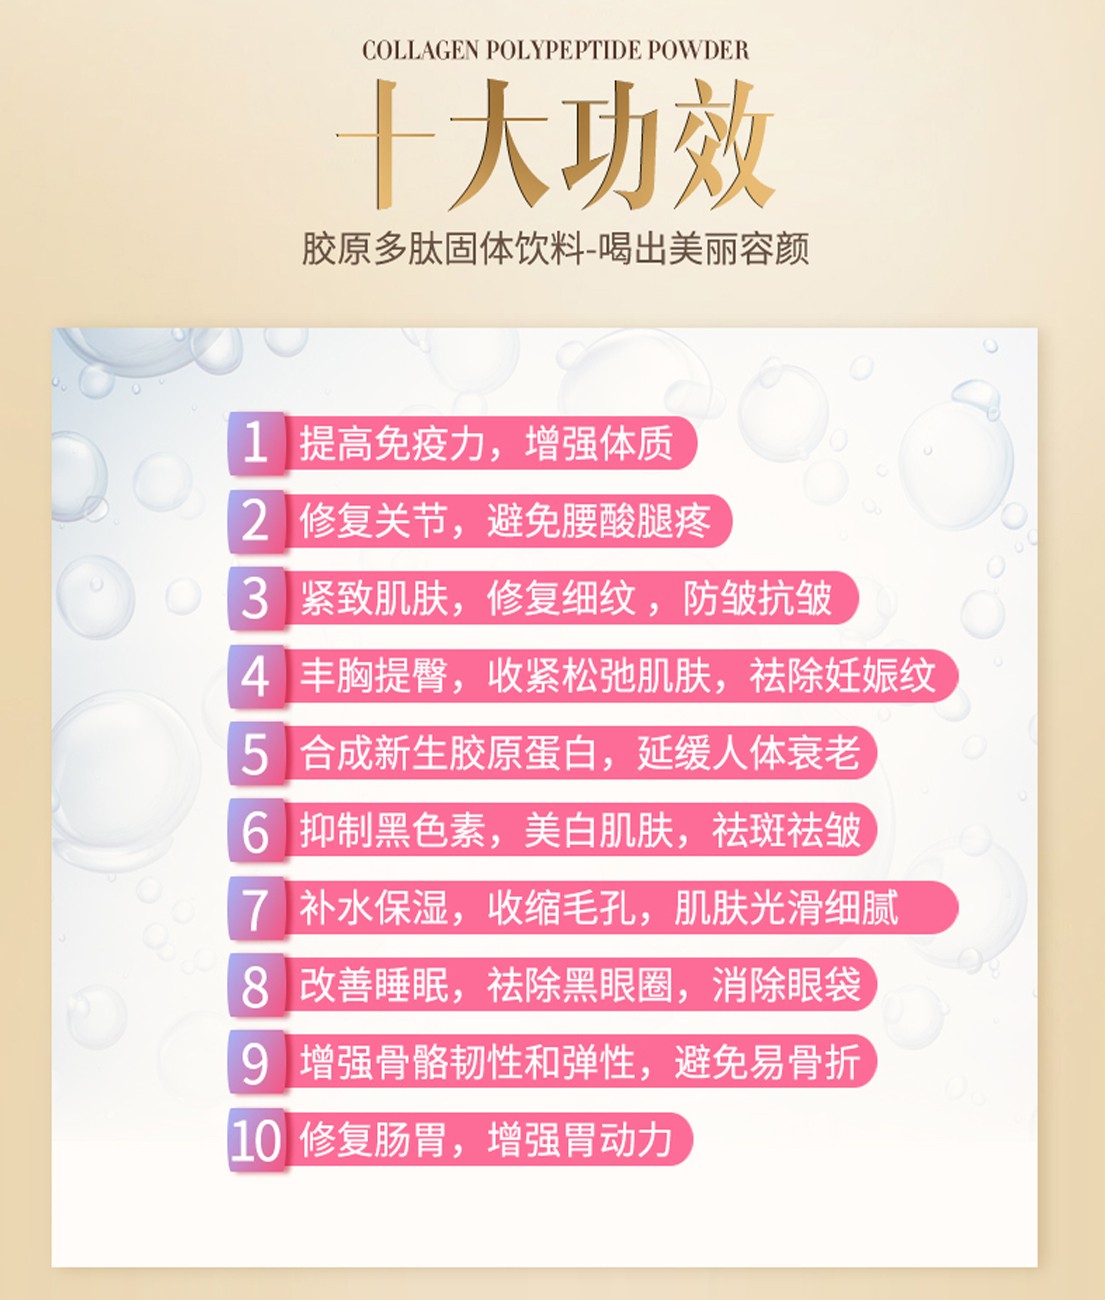 COLLAGEN POLYPEPTIDE POWDER
十大功效
胶原多肽固体饮料-喝出美丽容颜
1 提高免疫力，增强体质
2 修复关节，避免腰酸腿疼
3 紧致肌肤，修复细纹，防皱抗皱
4 丰胸提臀，收紧松弛肌肤，祛除妊娠纹
5 合成新生胶原蛋白，延缓人体衰老
6 抑制黑色素，美白肌肤，祛斑祛皱
7 补水保湿，收缩毛孔，肌肤光滑细腻
8 改善睡眠，祛除黑眼圈，消除眼袋
9 增强骨骼韧性和弹性，避免易骨折
10 修复肠胃，增强胃动力